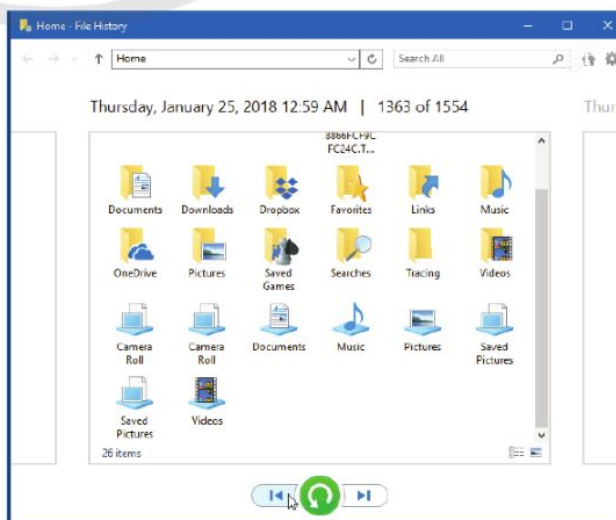 Home - File History
Home
Search All
Thursday, January 25, 2018 12:59 AM | 1363 of 1554
Thur
8866FCF9C
FC24C.T...
Documents Downloads Dropbox Favorites Links Music
OneDrive Pictures Saved Games Searches Tracing Videos
Camera Roll Camera Roll Documents Music Pictures Saved Pictures
Saved Pictures Videos
26 items